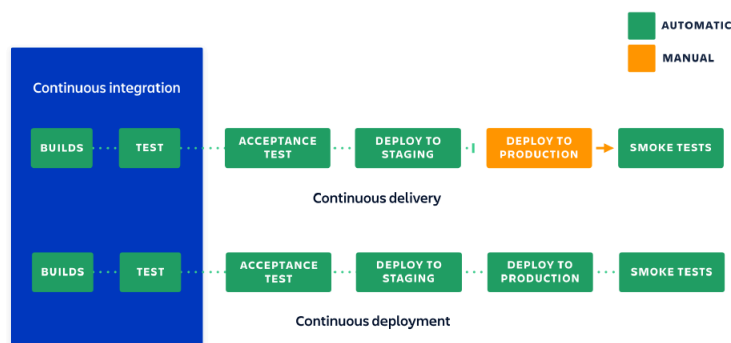 AUTOMATIC
MANUAL
Continuous integration
BUILDS
TEST
ACCEPTANCE
TEST
DEPLOY TO
STAGING
DEPLOY TO
PRODUCTION
SMOKE TESTS
Continuous delivery
BUILDS
TEST
ACCEPTANCE
TEST
DEPLOY TO
STAGING
DEPLOY TO
PRODUCTION
SMOKE TESTS
Continuous deployment